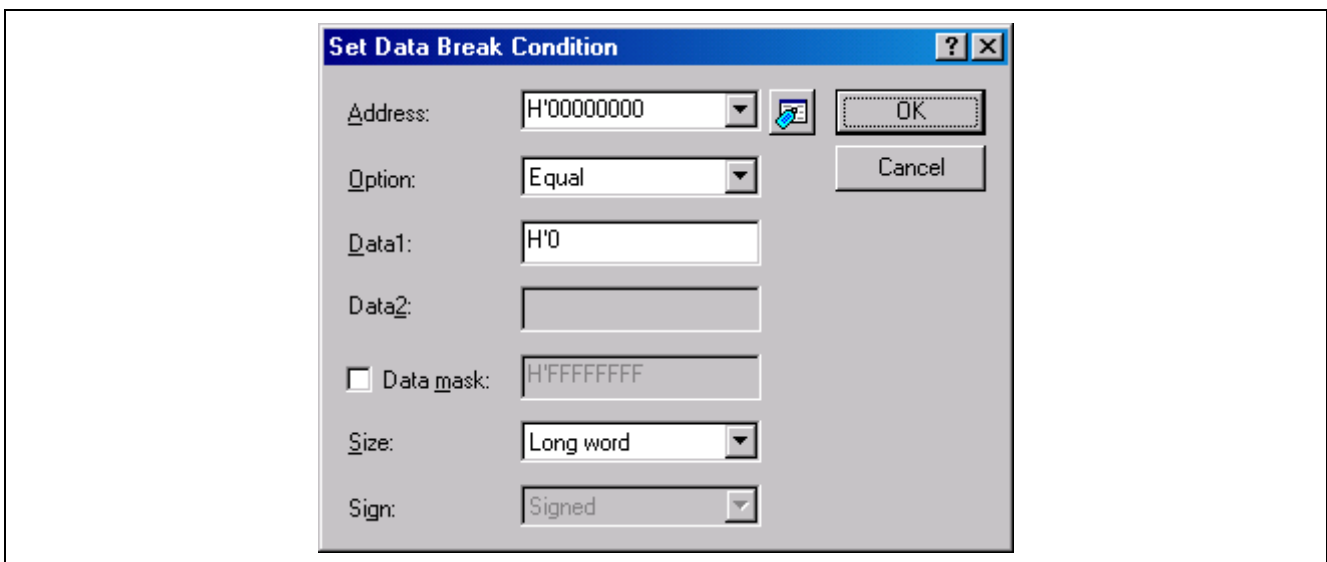 Set Data Break Condition
Address: H'00000000 OK
Option: Equal Cancel
Data1: H'0
Data2:
Data mask: H'FFFFFFFF
Size: Long word
Sign: Signed